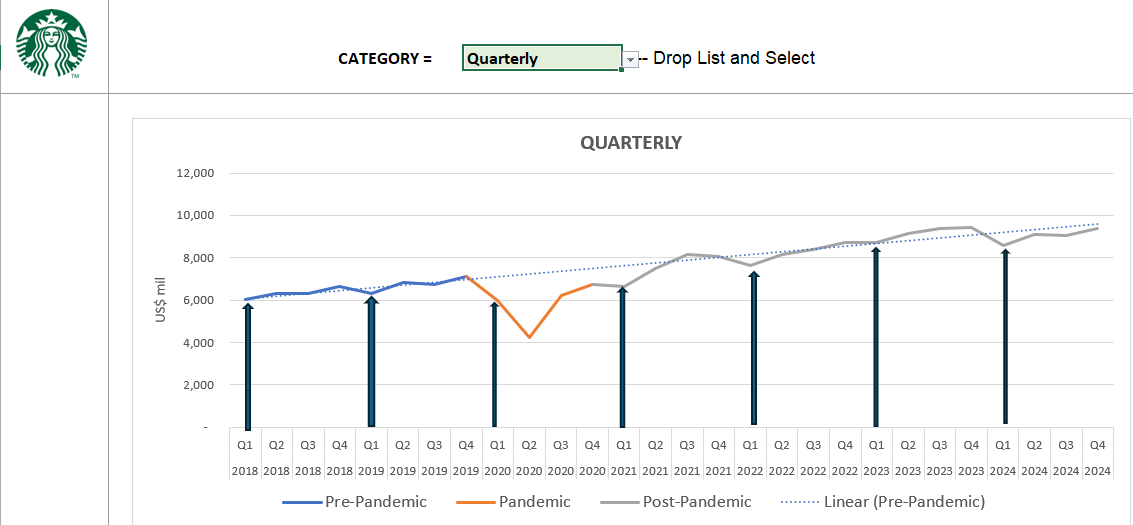 CATEGORY = Quarterly -- Drop List and Select
TM
QUARTERLY
12,000
10,000
8,000
6,000
4,000
2,000
-
US$ mil
Q1 Q2 Q3 Q4 Q1 Q2 Q3 Q4 Q1 Q2 Q3 Q4 Q1 Q2 Q3 Q4 Q1 Q2 Q3 Q4 Q1 Q2 Q3 Q4 Q1 Q2 Q3 Q4
2018 2018 2018 2018 2019 2019 2019 2019 2020 2020 2020 2020 2021 2021 2021 2021 2022 2022 2022 2022 2023 2023 2023 2023 2024 2024 2024 2024
Pre-Pandemic Pandemic Post-Pandemic Linear (Pre-Pandemic)